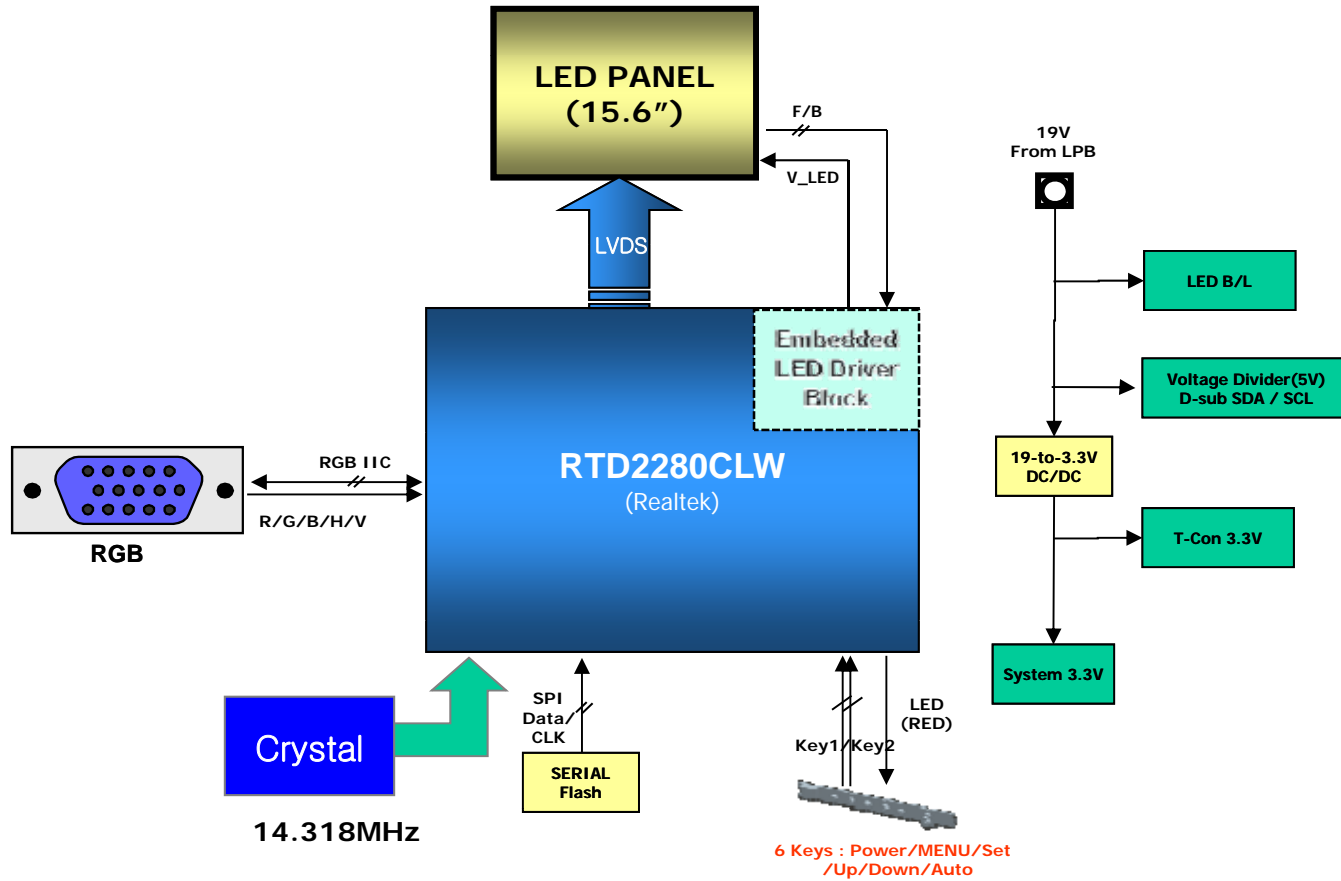 LED PANEL
(15.6”)
F/B
V_LED
LVDS
19V
From LPB
LED B/L
Embedded
LED Driver
Block
Voltage Divider(5V)
D-sub SDA / SCL
19-to-3.3V
DC/DC
RTD2280CLW
(Realtek)
RGB IIC
R/G/B/H/V
RGB
T-Con 3.3V
System 3.3V
SPI
Data/
CLK
LED
(RED)
Key1/Key2
Crystal
SERIAL
Flash
14.318MHz
6 Keys : Power/MENU/Set
/Up/Down/Auto